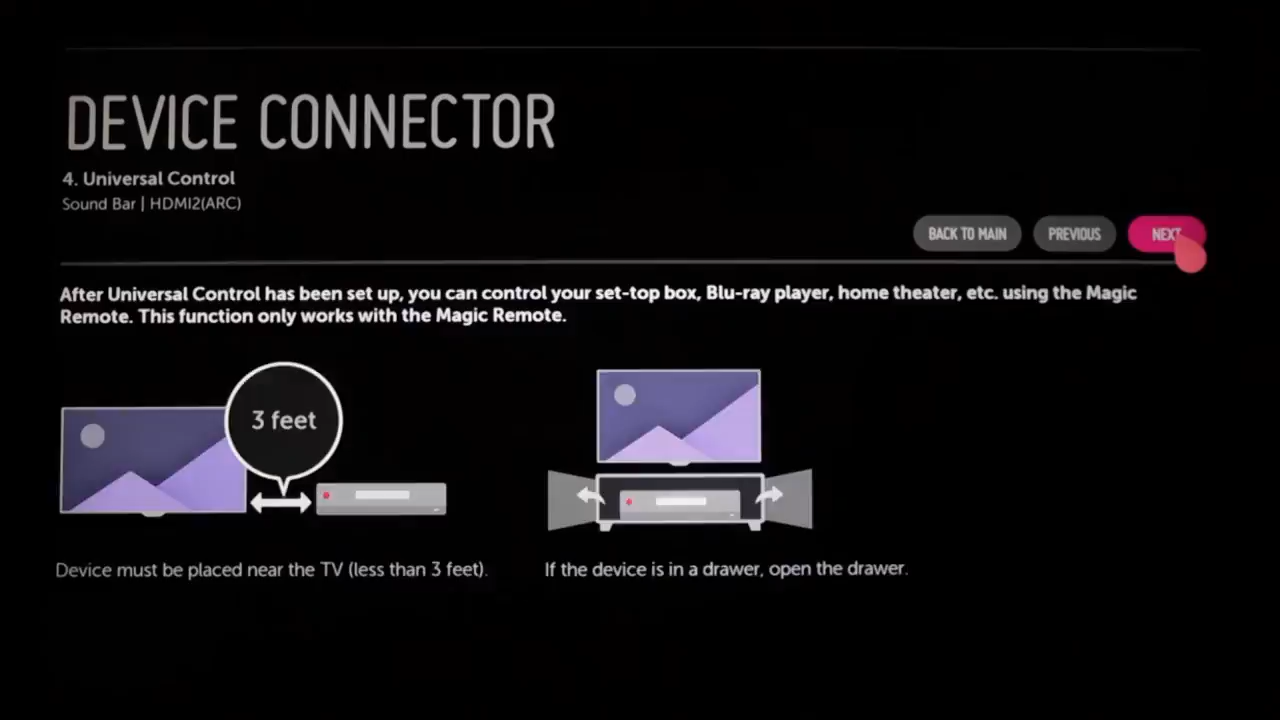 DEVICE CONNECTOR
4. Universal Control
Sound Bar | HDMI2(ARC)
BACK TO MAIN
PREVIOUS
NEXT
After Universal Control has been set up, you can control your set-top box, Blu-ray player, home theater, etc. using the Magic
Remote. This function only works with the Magic Remote.
3 feet
Device must be placed near the TV (less than 3 feet).
If the device is in a drawer, open the drawer.